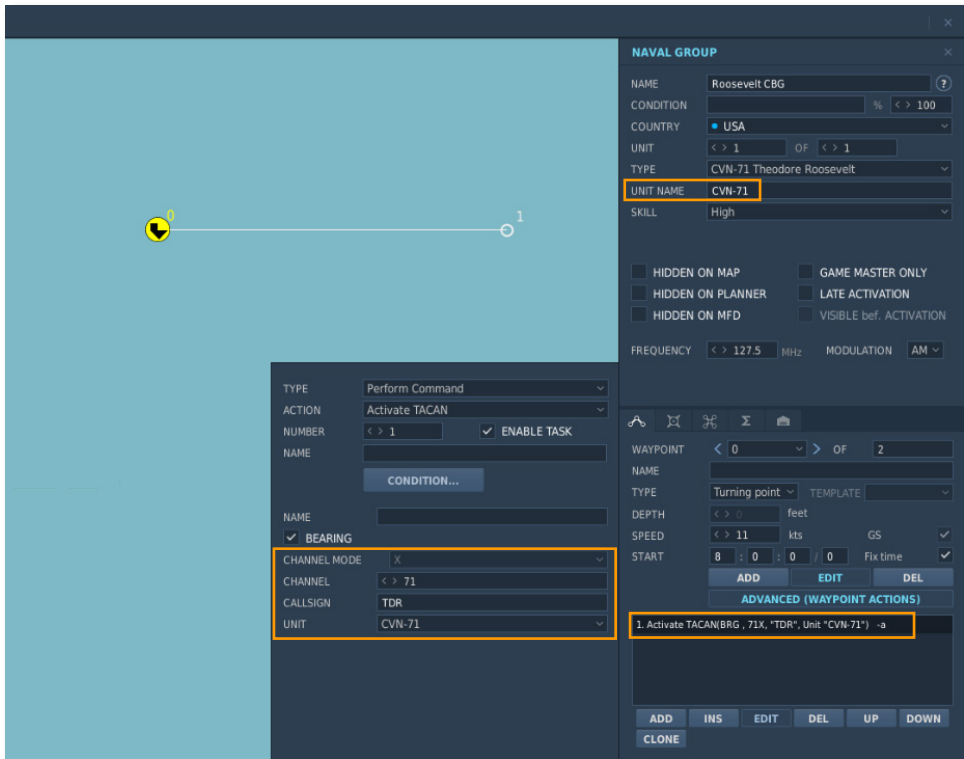 NAVAL GROUP
NAME Roosevelt CBG ?
CONDITION % < > 100
COUNTRY USA
UNIT < > 1 OF < > 1
TYPE CVN-71 Theodore Roosevelt
UNIT NAME CVN-71
SKILL High
0
1
HIDDEN ON MAP GAME MASTER ONLY
HIDDEN ON PLANNER LATE ACTIVATION
HIDDEN ON MFD VISIBLE bef. ACTIVATION
FREQUENCY < > 127.5 MHz MODULATION AM
TYPE Perform Command
ACTION Activate TACAN
NUMBER < > 1 ENABLE TASK
NAME
CONDITION...
NAME
BEARING
CHANNEL MODE X
CHANNEL < > 71
CALLSIGN TDR
UNIT CVN-71
WAYPOINT < 0 > OF 2
NAME
TYPE Turning point TEMPLATE
DEPTH < > 0 feet
SPEED < > 11 kts GS
START 8 : 0 : 0 / 0 Fix time
ADD EDIT DEL
ADVANCED (WAYPOINT ACTIONS)
1. Activate TACAN(BRG , 71X, "TDR", Unit "CVN-71") -a
ADD INS EDIT DEL UP DOWN
CLONE